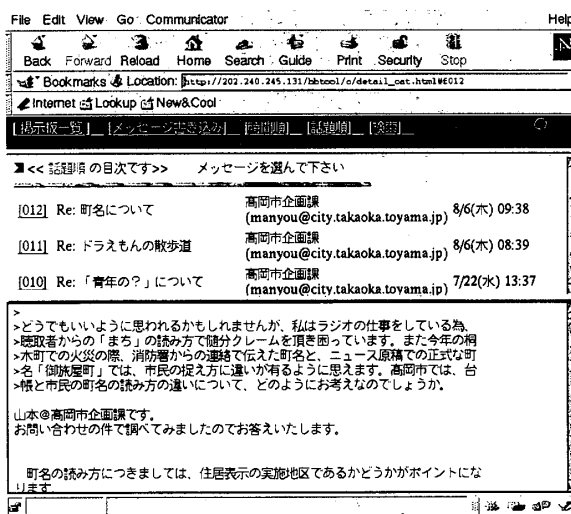 File Edit View Go Communicator Help
Back Forward Reload Home Search Guide Print Security Stop N
Bookmarks Location: http://202.240.245.131/bbtool/o/detail_cat.html#E012
Internet Lookup New&Cool
[掲示板一覧] [メッセージ書き込み] [時間順] [話題順] [検索]
<< 話題順 の目次です>> メッセージを選んで下さい
[012] Re: 町名について 高岡市企画課 (manyou@city.takaoka.toyama.jp) 8/6(木) 09:38
[011] Re: ドラえもんの散歩道 高岡市企画課 (manyou@city.takaoka.toyama.jp) 8/6(木) 08:39
[010] Re: 「青年の？」について 高岡市企画課 (manyou@city.takaoka.toyama.jp) 7/22(水) 13:37
>
>どうでもいいように思われるかもしれませんが、私はラジオの仕事をしている為、
>聴取者からの「まち」の読み方で随分クレームを頂き困っています。また今年の桐
>木町での火災の際、消防署からの連絡で伝えた町名と、ニュース原稿での正式な町
>名「御旅屋町」では、市民の捉え方に違いが有るように思えます。高岡市では、台
>帳と市民の町名の読み方の違いについて、どのようにお考えなのでしょうか。
山本@高岡市企画課です。
お問い合わせの件で調べてみましたのでお答えいたします。
町名の読み方につきましては、住居表示の実施地区であるかどうかがポイントにな
ります。